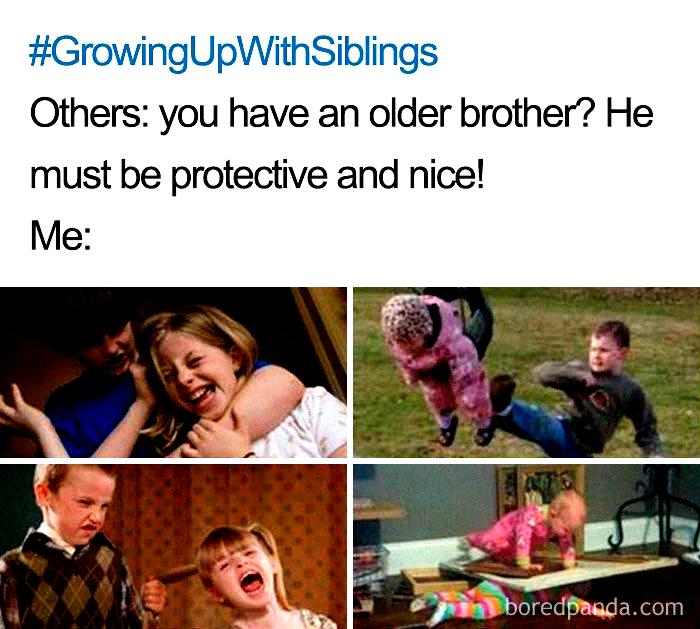 #GrowingUpWithSiblings
Others: you have an older brother? He
must be protective and nice!
Me:
boredpanda.com